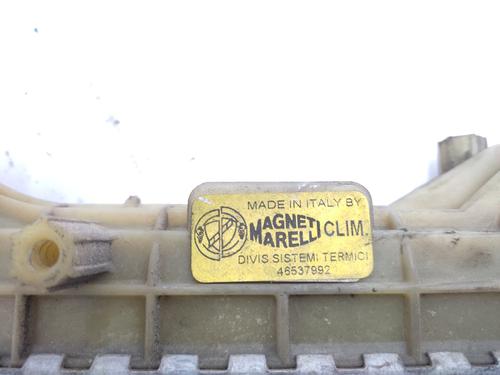 MADE IN ITALY BY
MAGNETI
MARELLI CLIM.
DIVIS SISTEMI TERMICI
46537992